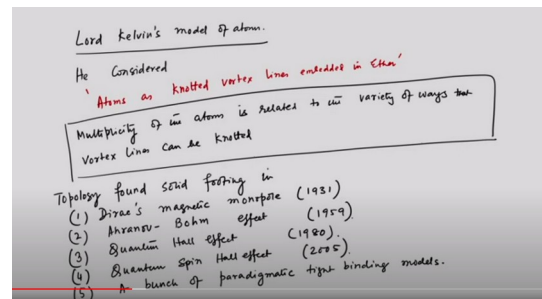 Lord Kelvin's model of atom.
He Considered
'Atoms as knotted vortex lines embedded in Ether'
Multiplicity of the atom is related to the variety of ways that
vortex lines can be knotted
Topology found solid footing in
(1) Dirac's magnetic monopole (1931)
(2) Ahranov-Bohm effect (1959).
(3) Quantum Hall effect (1980).
(4) Quantum Spin Hall effect (2005).
(5) A bunch of paradigmatic tight binding models.